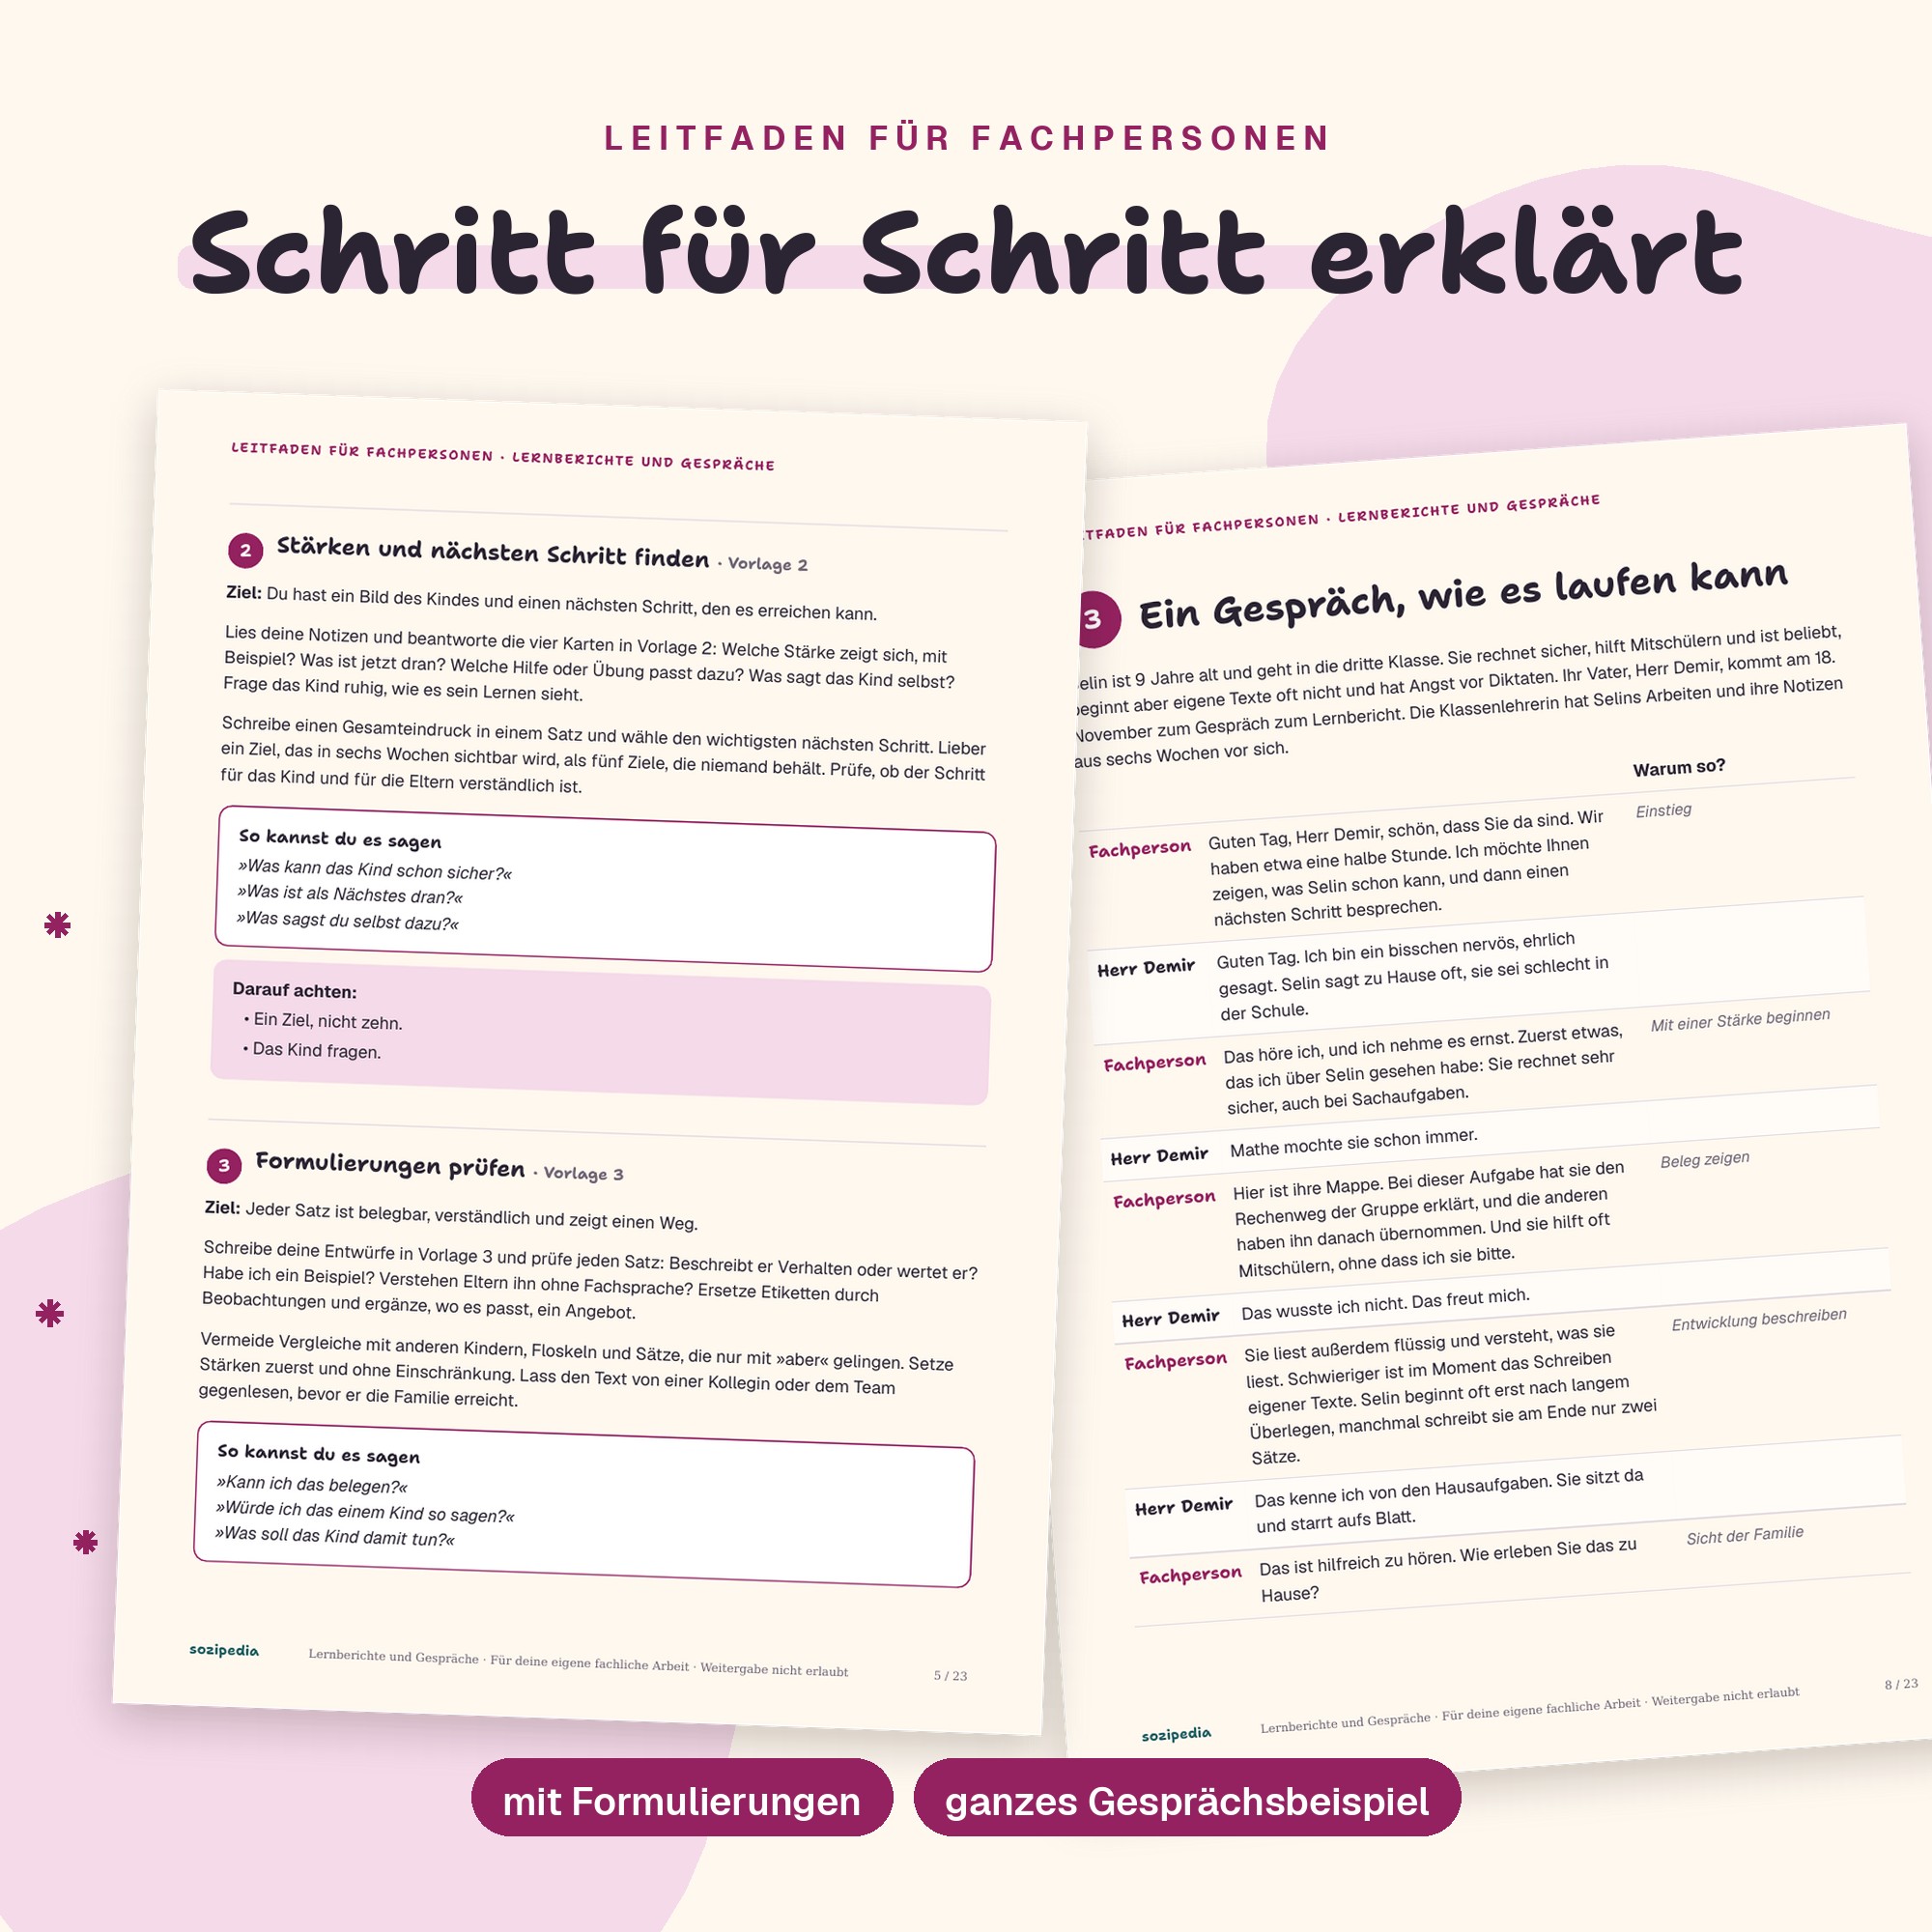 LEITFADEN FÜR FACHPERSONEN
Schritt für Schritt erklärt
LEITFADEN FÜR FACHPERSONEN · LERNBERICHTE UND GESPRÄCHE
2 Stärken und nächsten Schritt finden · Vorlage 2
Ziel: Du hast ein Bild des Kindes und einen nächsten Schritt, den es erreichen kann.
Lies deine Notizen und beantworte die vier Karten in Vorlage 2: Welche Stärke zeigt sich, mit
Beispiel? Was ist jetzt dran? Welche Hilfe oder Übung passt dazu? Was sagt das Kind selbst?
Frage das Kind ruhig, wie es sein Lernen sieht.
Schreibe einen Gesamteindruck in einem Satz und wähle den wichtigsten nächsten Schritt. Lieber
ein Ziel, das in sechs Wochen sichtbar wird, als fünf Ziele, die niemand behält. Prüfe, ob der Schritt
für das Kind und für die Eltern verständlich ist.
So kannst du es sagen
»Was kann das Kind schon sicher?«
»Was ist als Nächstes dran?«
»Was sagst du selbst dazu?«
Darauf achten:
• Ein Ziel, nicht zehn.
• Das Kind fragen.
3 Formulierungen prüfen · Vorlage 3
Ziel: Jeder Satz ist belegbar, verständlich und zeigt einen Weg.
Schreibe deine Entwürfe in Vorlage 3 und prüfe jeden Satz: Beschreibt er Verhalten oder wertet er?
Habe ich ein Beispiel? Verstehen Eltern ihn ohne Fachsprache? Ersetze Etiketten durch
Beobachtungen und ergänze, wo es passt, ein Angebot.
Vermeide Vergleiche mit anderen Kindern, Floskeln und Sätze, die nur mit »aber« gelingen. Setze
Stärken zuerst und ohne Einschränkung. Lass den Text von einer Kollegin oder dem Team
gegenlesen, bevor er die Familie erreicht.
So kannst du es sagen
»Kann ich das belegen?«
»Würde ich das einem Kind so sagen?«
»Was soll das Kind damit tun?«
sozipedia Lernberichte und Gespräche · Für deine eigene fachliche Arbeit · Weitergabe nicht erlaubt 5 / 23
TFADEN FÜR FACHPERSONEN · LERNBERICHTE UND GESPRÄCHE
3 Ein Gespräch, wie es laufen kann
elin ist 9 Jahre alt und geht in die dritte Klasse. Sie rechnet sicher, hilft Mitschülern und ist beliebt,
beginnt aber eigene Texte oft nicht und hat Angst vor Diktaten. Ihr Vater, Herr Demir, kommt am 18.
November zum Gespräch zum Lernbericht. Die Klassenlehrerin hat Selins Arbeiten und ihre Notizen
aus sechs Wochen vor sich.
Warum so?
Fachperson Guten Tag, Herr Demir, schön, dass Sie da sind. Wir Einstieg
haben etwa eine halbe Stunde. Ich möchte Ihnen
zeigen, was Selin schon kann, und dann einen
nächsten Schritt besprechen.
Herr Demir Guten Tag. Ich bin ein bisschen nervös, ehrlich
gesagt. Selin sagt zu Hause oft, sie sei schlecht in
der Schule.
Fachperson Das höre ich, und ich nehme es ernst. Zuerst etwas, Mit einer Stärke beginnen
das ich über Selin gesehen habe: Sie rechnet sehr
sicher, auch bei Sachaufgaben.
Herr Demir Mathe mochte sie schon immer.
Fachperson Hier ist ihre Mappe. Bei dieser Aufgabe hat sie den Beleg zeigen
Rechenweg der Gruppe erklärt, und die anderen
haben ihn danach übernommen. Und sie hilft oft
Mitschülern, ohne dass ich sie bitte.
Herr Demir Das wusste ich nicht. Das freut mich.
Fachperson Sie liest außerdem flüssig und versteht, was sie Entwicklung beschreiben
liest. Schwieriger ist im Moment das Schreiben
eigener Texte. Selin beginnt oft erst nach langem
Überlegen, manchmal schreibt sie am Ende nur zwei
Sätze.
Herr Demir Das kenne ich von den Hausaufgaben. Sie sitzt da
und starrt aufs Blatt.
Fachperson Das ist hilfreich zu hören. Wie erleben Sie das zu Sicht der Familie
Hause?
sozipedia Lernberichte und Gespräche · Für deine eigene fachliche Arbeit · Weitergabe nicht erlaubt 8 / 23
mit Formulierungen
ganzes Gesprächsbeispiel